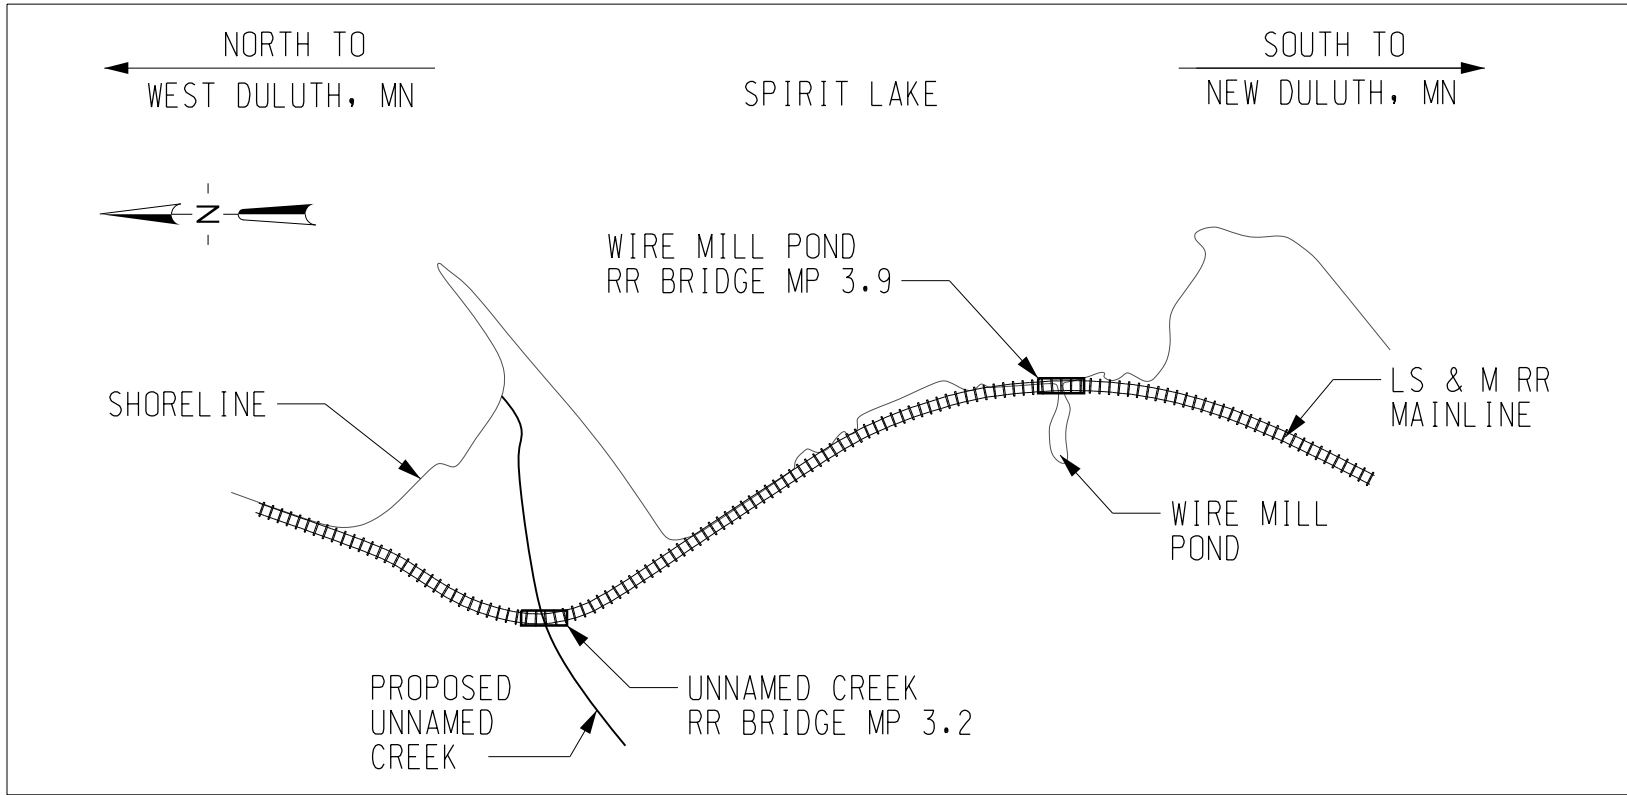 NORTH TO
WEST DULUTH, MN
SPIRIT LAKE
SOUTH TO
NEW DULUTH, MN
N
WIRE MILL POND
RR BRIDGE MP 3.9
SHORELINE
LS & M RR
MAINLINE
WIRE MILL
POND
PROPOSED
UNNAMED
CREEK
UNNAMED CREEK
RR BRIDGE MP 3.2